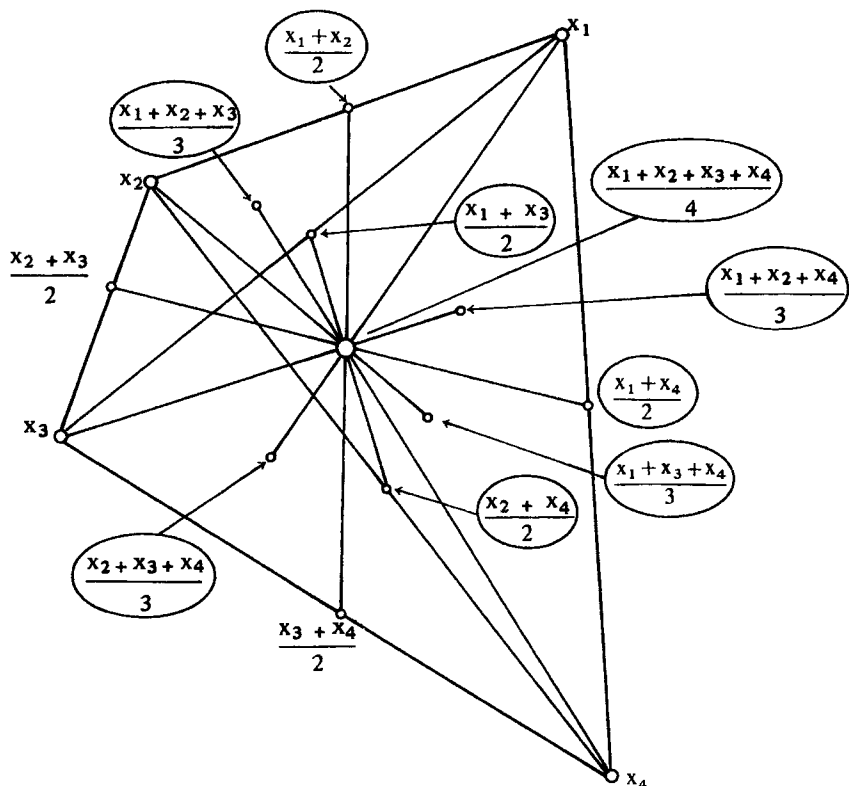 x₁
x₁ + x₂
2
x₁ + x₂ + x₃
3
x₂
x₁ + x₂ + x₃ + x₄
4
x₁ + x₃
2
x₂ + x₃
2
x₁ + x₂ + x₄
3
x₁ + x₄
2
x₃
x₁ + x₃ + x₄
3
x₂ + x₄
2
x₂ + x₃ + x₄
3
x₃ + x₄
2
x₄